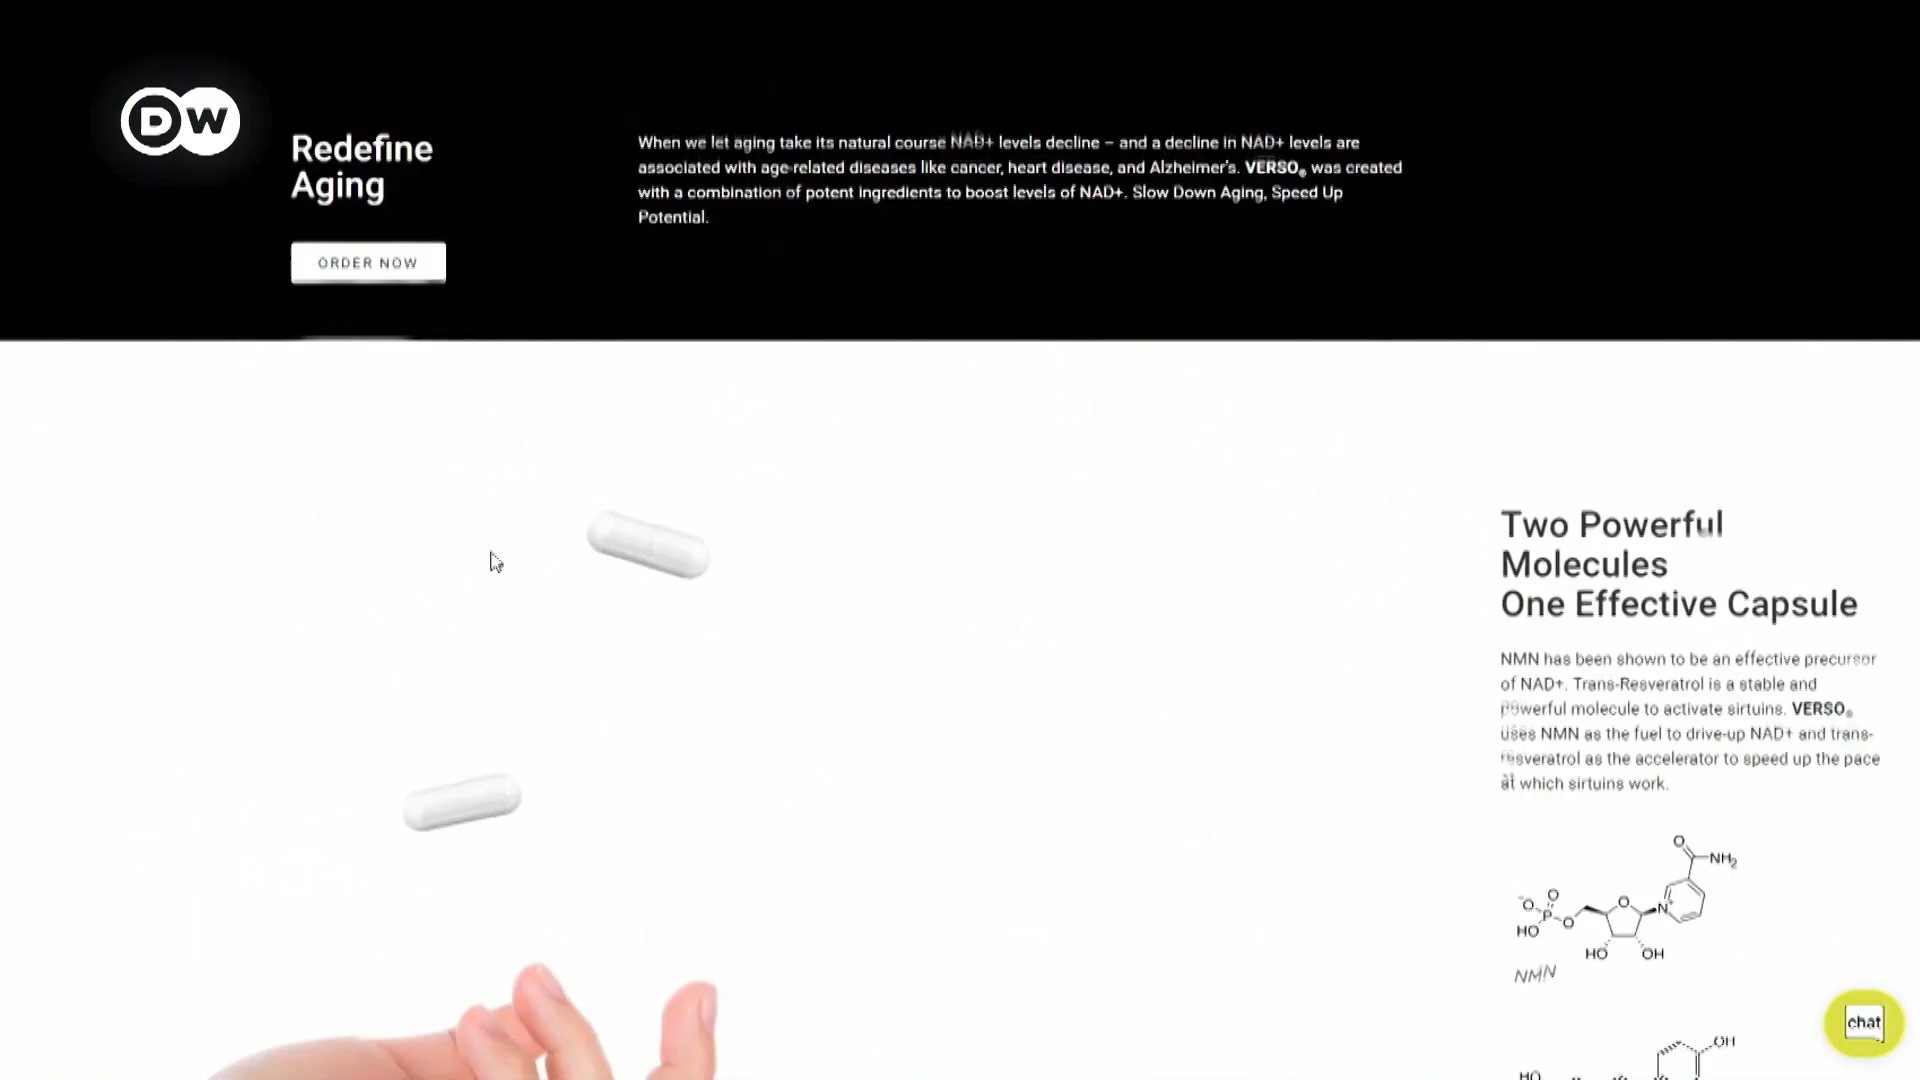 DW
Redefine
Aging
ORDER NOW
When we let aging take its natural course NAD+ levels decline – and a decline in NAD+ levels are
associated with age-related diseases like cancer, heart disease, and Alzheimer's. VERSO® was created
with a combination of potent ingredients to boost levels of NAD+. Slow Down Aging, Speed Up
Potential.
Two Powerful
Molecules
One Effective Capsule
NMN has been shown to be an effective precursor
of NAD+. Trans-Resveratrol is a stable and
powerful molecule to activate sirtuins. VERSO®
uses NMN as the fuel to drive-up NAD+ and trans-
resveratrol as the accelerator to speed up the pace
at which sirtuins work.
O
NH2
-O O
P O O N+
HO
HO OH
NMN
chat
OH
HO